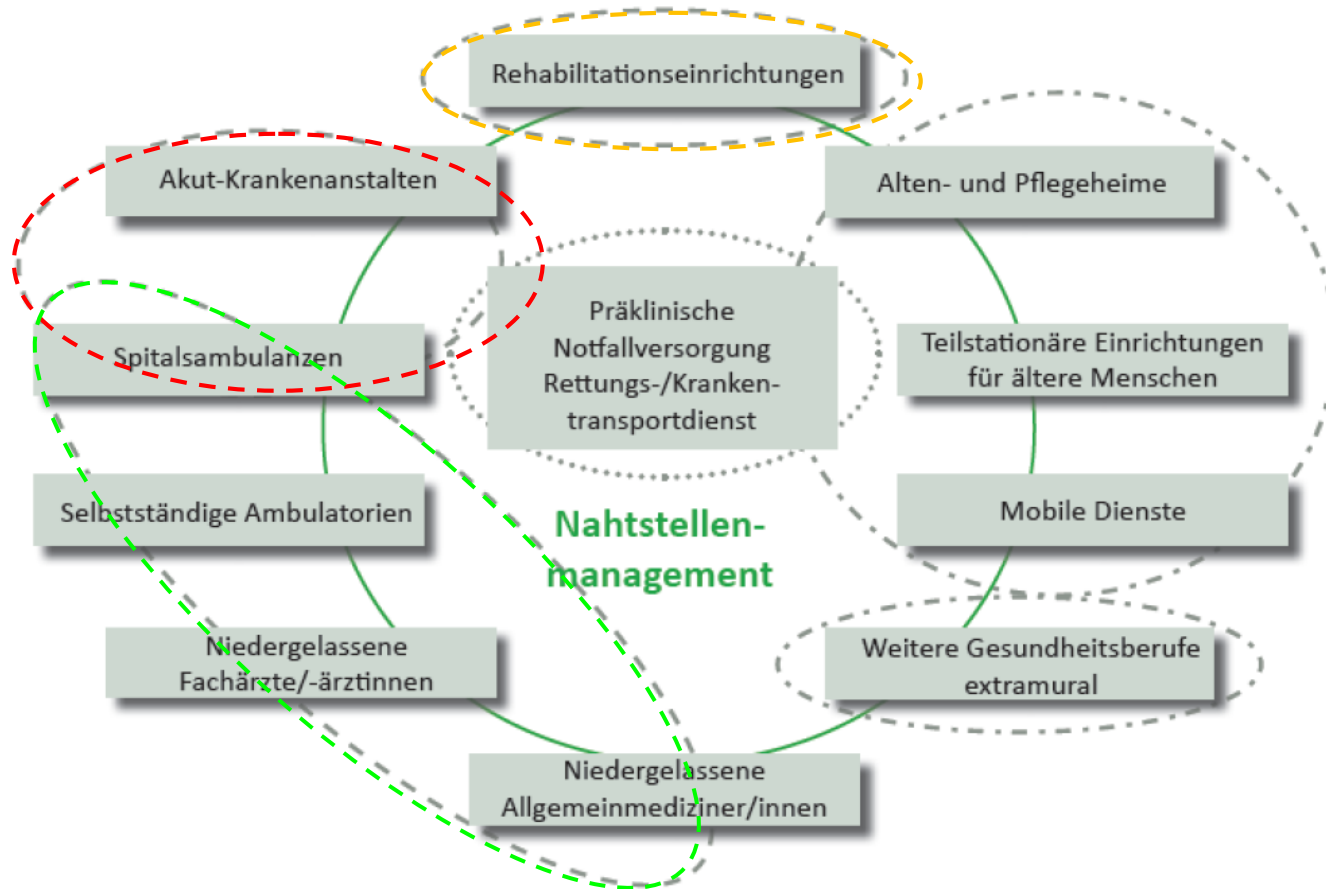 Rehabilitationseinrichtungen
Akut-Krankenanstalten
Alten- und Pflegeheime
Präklinische
Notfallversorgung
Rettungs-/Kranken-
transportdienst
Spitalsambulanzen
Teilstationäre Einrichtungen
für ältere Menschen
Selbstständige Ambulatorien
Mobile Dienste
Nahtstellen-
management
Niedergelassene
Fachärzte/-ärztinnen
Weitere Gesundheitsberufe
extramural
Niedergelassene
Allgemeinmediziner/innen